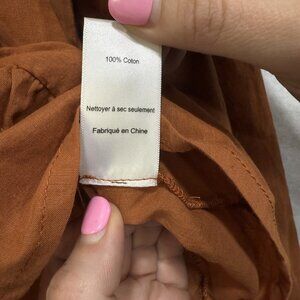 100% Coton
Nettoyer à sec seulement
Fabriqué en Chine